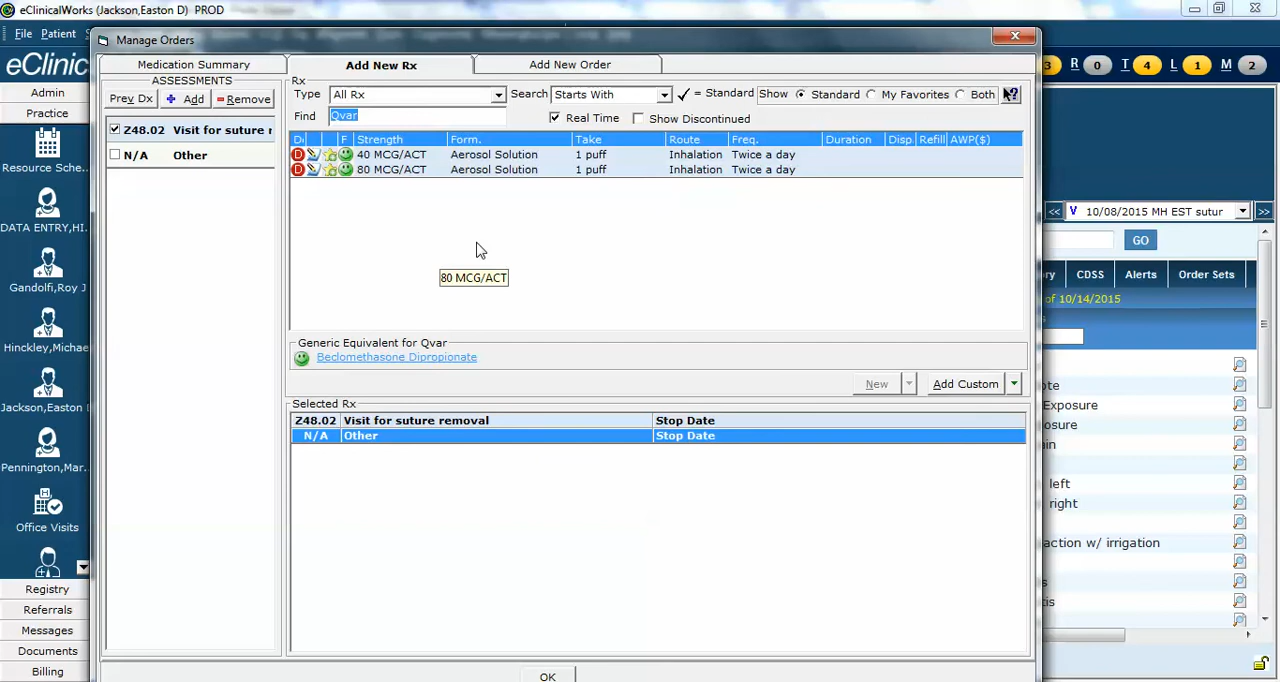 eClinicalWorks (Jackson,Easton D) PROD
File Patient
Manage Orders
eClinic
3 R 0 T 4 L 1 M 2
Medication Summary Add New Rx Add New Order
Admin
Practice
Resource Sche..
DATA ENTRY,HI.
Gandolfi,Roy J
Hinckley,Michae
Jackson,Easton D
Pennington,Mar..
Office Visits
Registry
Referrals
Messages
Documents
Billing
ASSESSMENTS
Prev Dx Add Remove
Z48.02 Visit for suture r
N/A Other
Rx
Type All Rx Search Starts With = Standard Show Standard My Favorites Both
Find Qvar Real Time Show Discontinued
F Strength Form. Take Route Freq. Duration Disp Refill AWP($)
D 40 MCG/ACT Aerosol Solution 1 puff Inhalation Twice a day
D 80 MCG/ACT Aerosol Solution 1 puff Inhalation Twice a day
80 MCG/ACT
Generic Equivalent for Qvar
Beclomethasone Dipropionate
New Add Custom
Selected Rx
Z48.02 Visit for suture removal Stop Date
N/A Other Stop Date
OK
<< V 10/08/2015 MH EST sutur >>
GO
ry CDSS Alerts Order Sets
of 10/14/2015
ote
Exposure
osure
ain
left
right
action w/ irrigation
s
tis